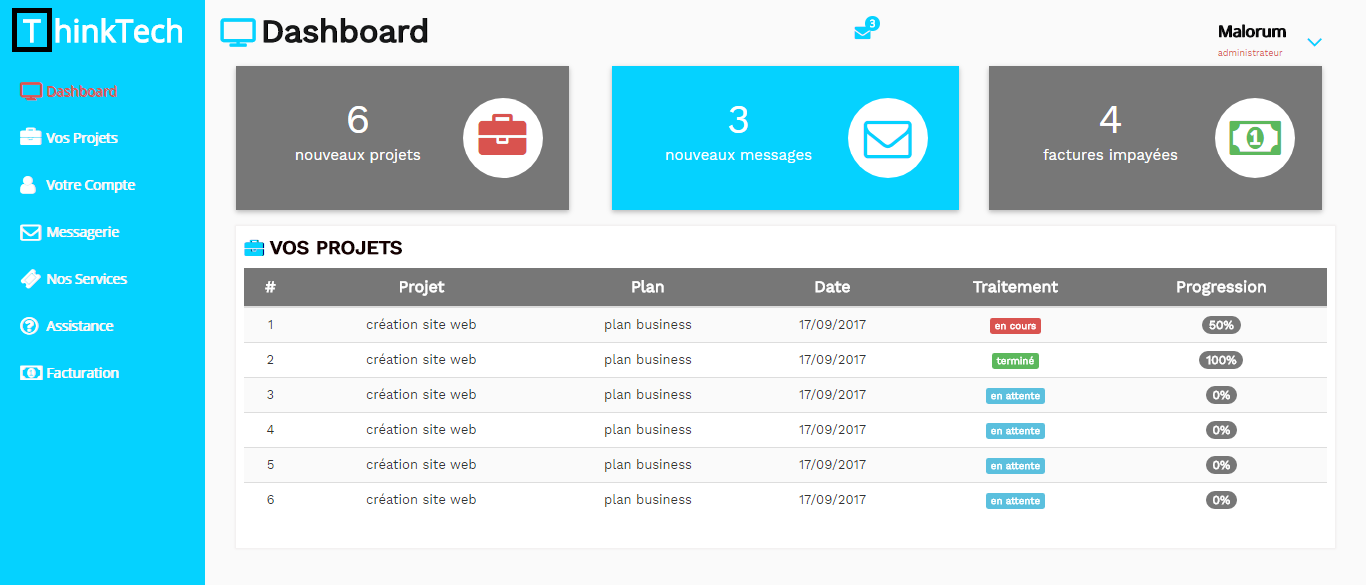 ThinkTech
Dashboard
Vos Projets
Votre Compte
Messagerie
Nos Services
Assistance
Facturation
Dashboard
3
Malorum
administrateur
6
nouveaux projets
3
nouveaux messages
4
factures impayées
1
VOS PROJETS
# Projet Plan Date Traitement Progression
1 création site web plan business 17/09/2017 en cours 50%
2 création site web plan business 17/09/2017 terminé 100%
3 création site web plan business 17/09/2017 en attente 0%
4 création site web plan business 17/09/2017 en attente 0%
5 création site web plan business 17/09/2017 en attente 0%
6 création site web plan business 17/09/2017 en attente 0%